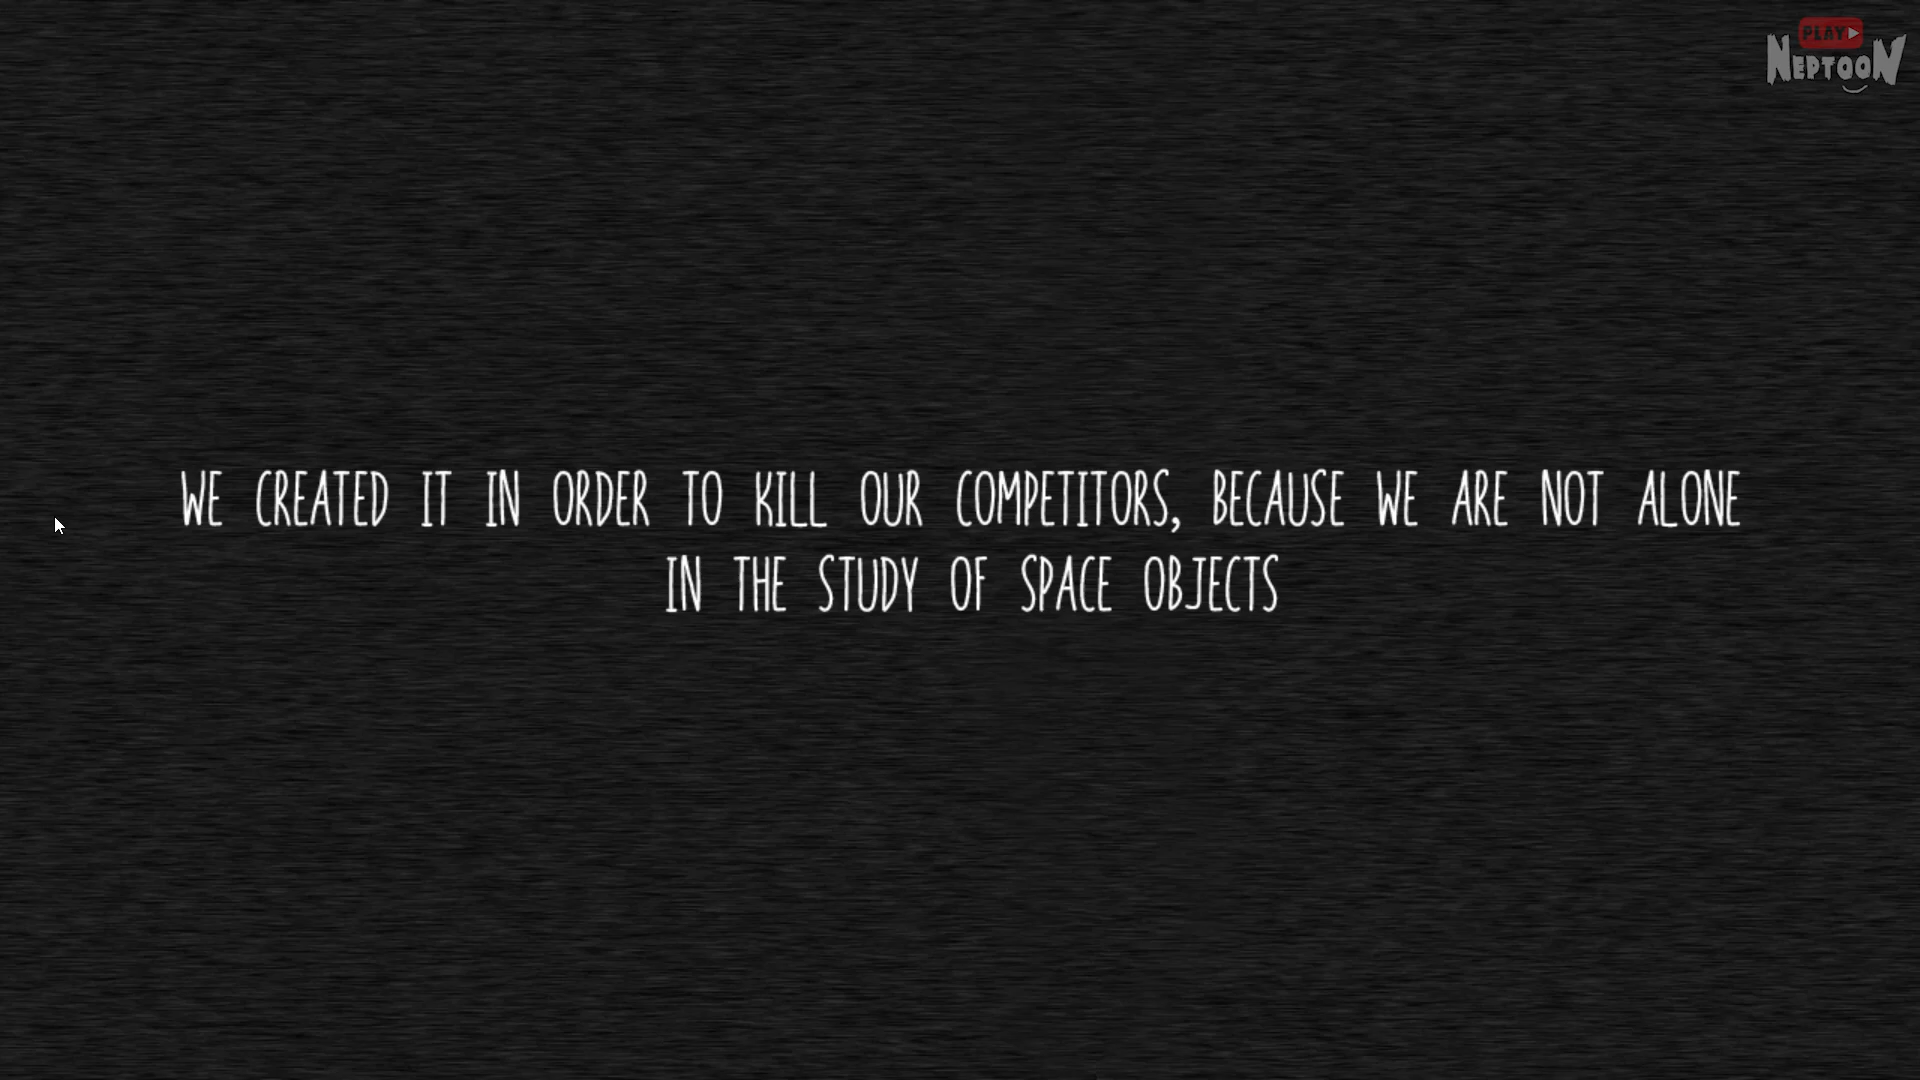 PLAY
NEPTOON
WE CREATED IT IN ORDER TO KILL OUR COMPETITORS, BECAUSE WE ARE NOT ALONE
IN THE STUDY OF SPACE OBJECTS